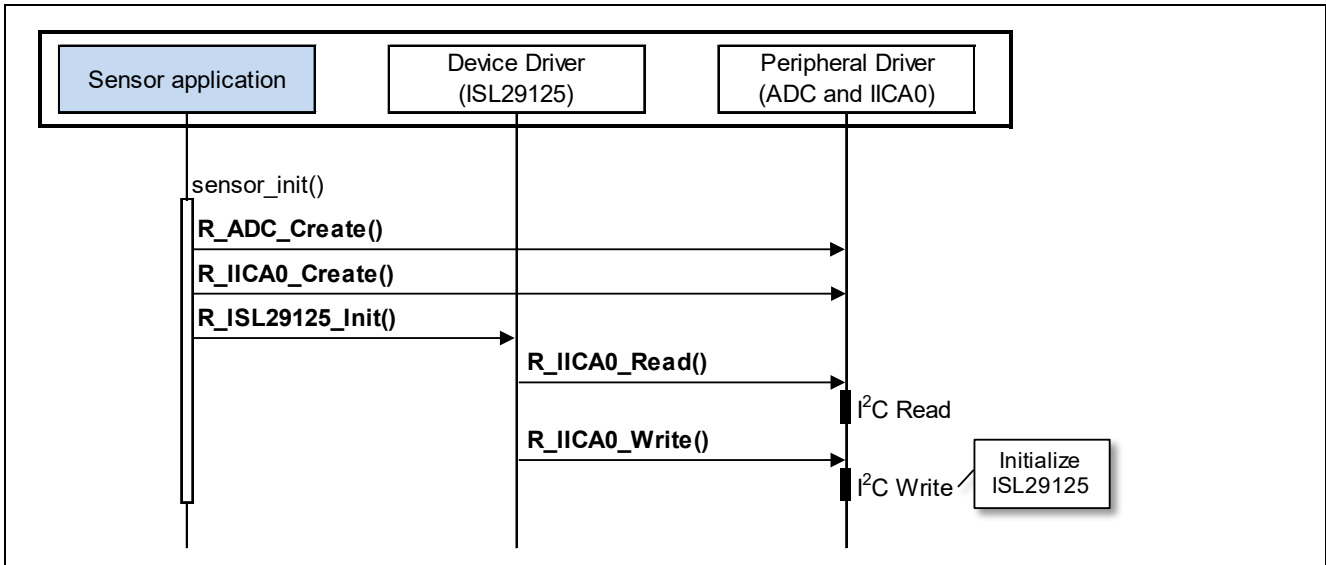 Sensor application
Device Driver
(ISL29125)
Peripheral Driver
(ADC and IICA0)
sensor_init()
R_ADC_Create()
R_IICA0_Create()
R_ISL29125_Init()
R_IICA0_Read()
I²C Read
R_IICA0_Write()
I²C Write
Initialize
ISL29125